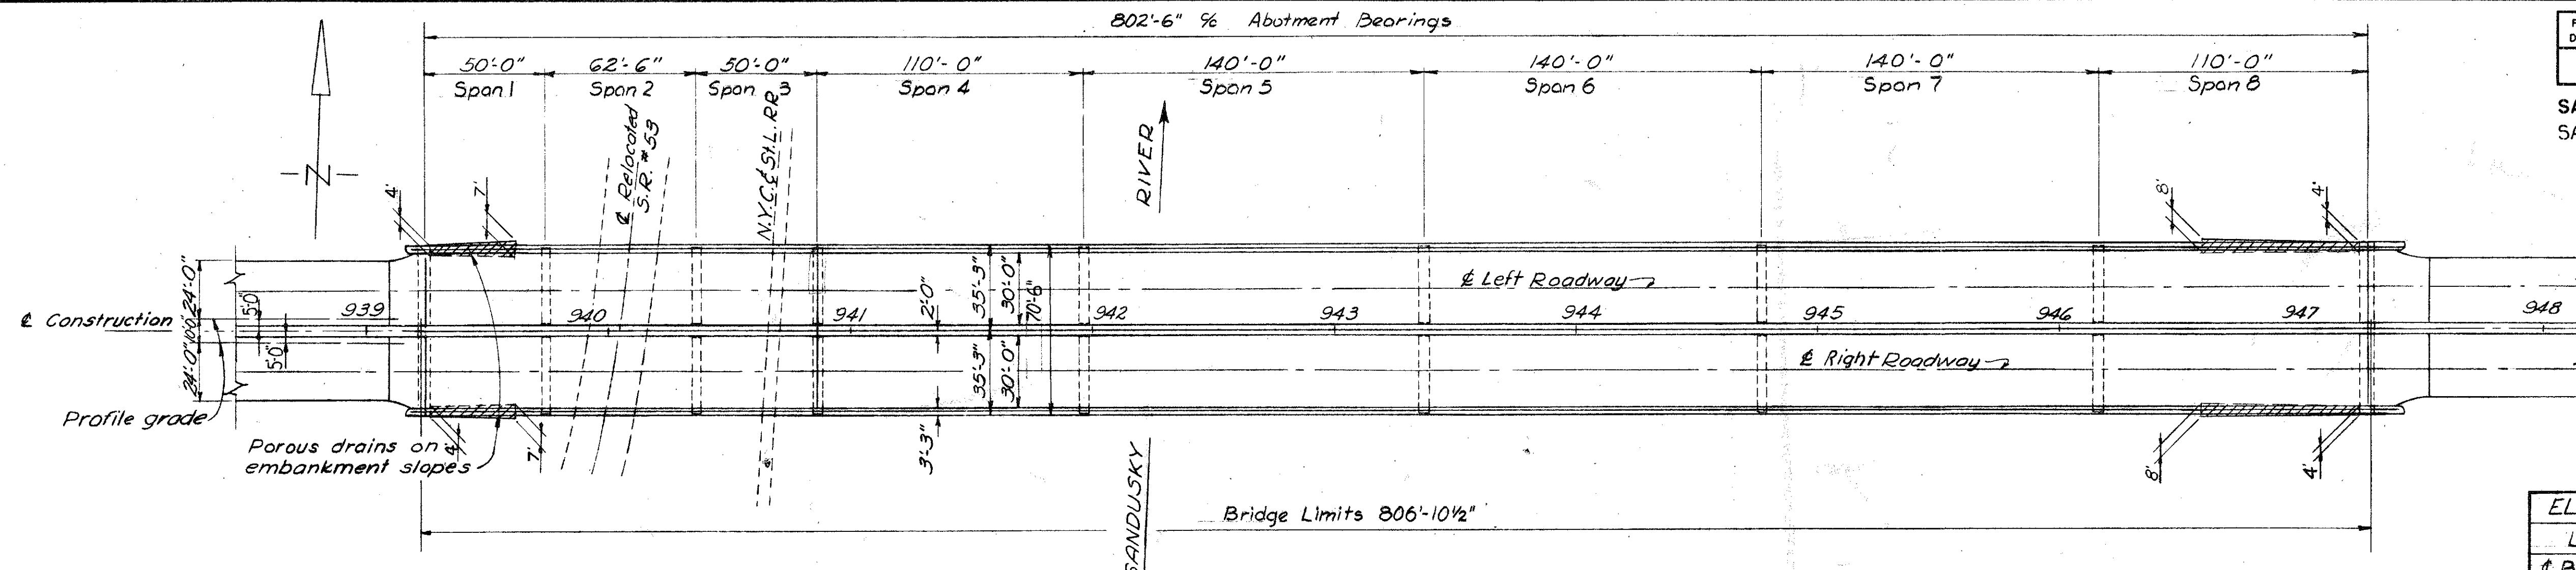 802'-6" c/c Abutment Bearings
50'-0" 62'-6" 50'-0" 110'-0" 140'-0" 140'-0" 140'-0" 110'-0"
Span 1 Span 2 Span 3 Span 4 Span 5 Span 6 Span 7 Span 8
℄ Relocated
S.R. #53
N.Y.C. & St.L. RR
RIVER
N
4' 7' 8' 4'
℄ Left Roadway
24'-0"
5'-0"
10'-0"
35'-3" 30'-0"
2'-0"
70'-6"
℄ Construction
939 940 941 942 943 944 945 946 947 948
24'-0"
5'-0"
35'-3" 30'-0"
℄ Right Roadway
Profile grade
Porous drains on
embankment slopes
4' 7' 3'-3" 8' 4'
SANDUSKY
Bridge Limits 806'-10½"
SA
SA
EL
L